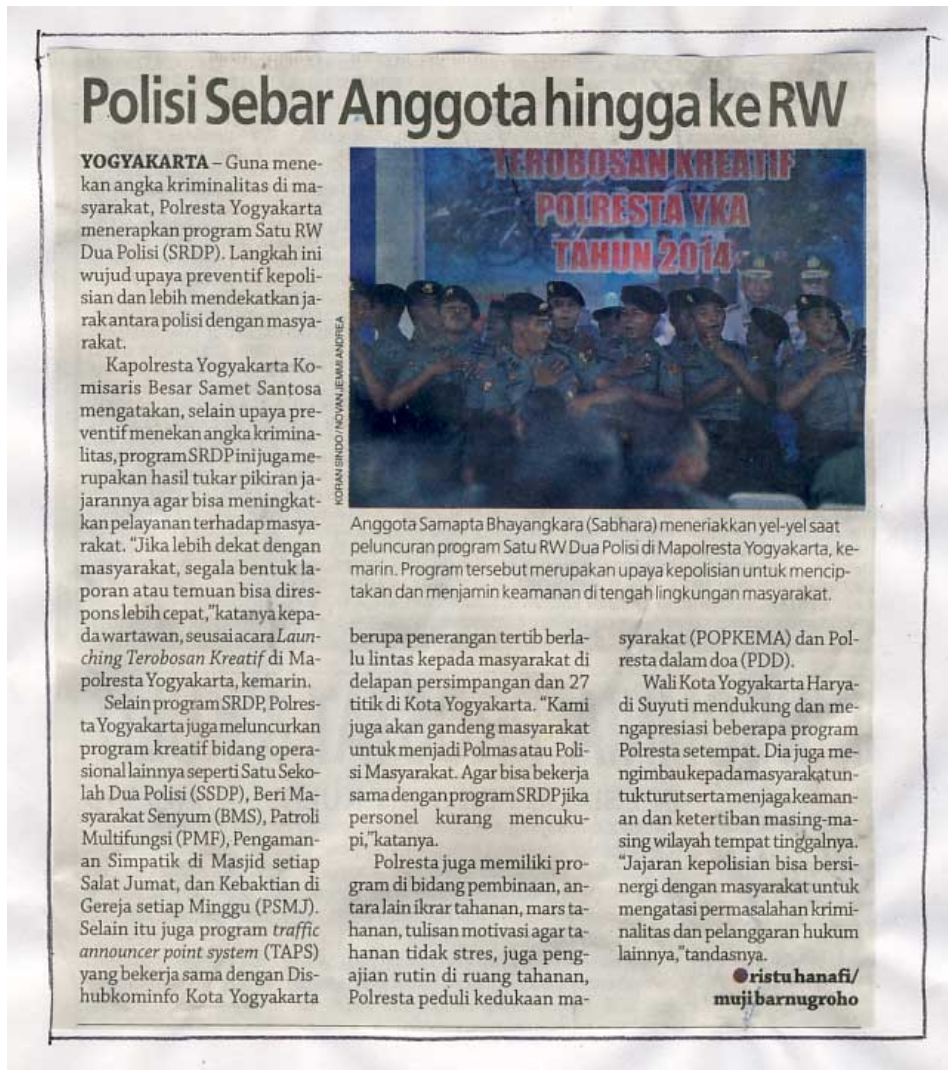 Polisi Sebar Anggota hingga ke RW
YOGYAKARTA – Guna mene-
kan angka kriminalitas di ma-
syarakat, Polresta Yogyakarta
menerapkan program Satu RW
Dua Polisi (SRDP). Langkah ini
wujud upaya preventif kepoli-
sian dan lebih mendekatkan ja-
rak antara polisi dengan masya-
rakat.
Kapolresta Yogyakarta Ko-
misaris Besar Samet Santosa
mengatakan, selain upaya pre-
ventif menekan angka krimina-
litas, program SRDP ini juga me-
rupakan hasil tukar pikiran ja-
jarannya agar bisa meningkat-
kan pelayanan terhadap masya-
rakat. “Jika lebih dekat dengan
masyarakat, segala bentuk la-
poran atau temuan bisa dires-
pons lebih cepat,”katanya kepa-
da wartawan, seusai acara Laun-
ching Terobosan Kreatif di Ma-
polresta Yogyakarta, kemarin.
Selain program SRDP, Polres-
ta Yogyakarta juga meluncurkan
program kreatif bidang opera-
sional lainnya seperti Satu Seko-
lah Dua Polisi (SSDP), Beri Ma-
syarakat Senyum (BMS), Patroli
Multifungsi (PMF), Pengaman-
an Simpatik di Masjid setiap
Salat Jumat, dan Kebaktian di
Gereja setiap Minggu (PSMJ).
Selain itu juga program traffic
announcer point system (TAPS)
yang bekerja sama dengan Dis-
hubkominfo Kota Yogyakarta
TEROBOSAN KREATIF
POLRESTA YKA
TAHUN 2014
KORAN SINDO/NOVANJEMMI ANDREA
Anggota Samapta Bhayangkara (Sabhara) meneriakkan yel-yel saat
peluncuran program Satu RW Dua Polisi di Mapolresta Yogyakarta, ke-
marin. Program tersebut merupakan upaya kepolisian untuk mencip-
takan dan menjamin keamanan di tengah lingkungan masyarakat.
berupa penerangan tertib berla-
lu lintas kepada masyarakat di
delapan persimpangan dan 27
titik di Kota Yogyakarta. “Kami
juga akan gandeng masyarakat
untuk menjadi Polmas atau Poli-
si Masyarakat. Agar bisa bekerja
sama dengan program SRDP jika
personel kurang mencuku-
pi,”katanya.
Polresta juga memiliki pro-
gram di bidang pembinaan, an-
tara lain ikrar tahanan, mars ta-
hanan, tulisan motivasi agar ta-
hanan tidak stres, juga peng-
ajian rutin di ruang tahanan,
Polresta peduli kedukaan ma-
syarakat (POPKEMA) dan Pol-
resta dalam doa (PDD).
Wali Kota Yogyakarta Harya-
di Suyuti mendukung dan me-
ngapresiasi beberapa program
Polresta setempat. Dia juga me-
ngimbau kepada masyarakat un-
tuk turut serta menjaga keaman-
an dan ketertiban masing-ma-
sing wilayah tempat tinggalnya.
“Jajaran kepolisian bisa bersi-
nergi dengan masyarakat untuk
mengatasi permasalahan krimi-
nalitas dan pelanggaran hukum
lainnya,”tandasnya.
●ristu hanafi/
muji barnugroho